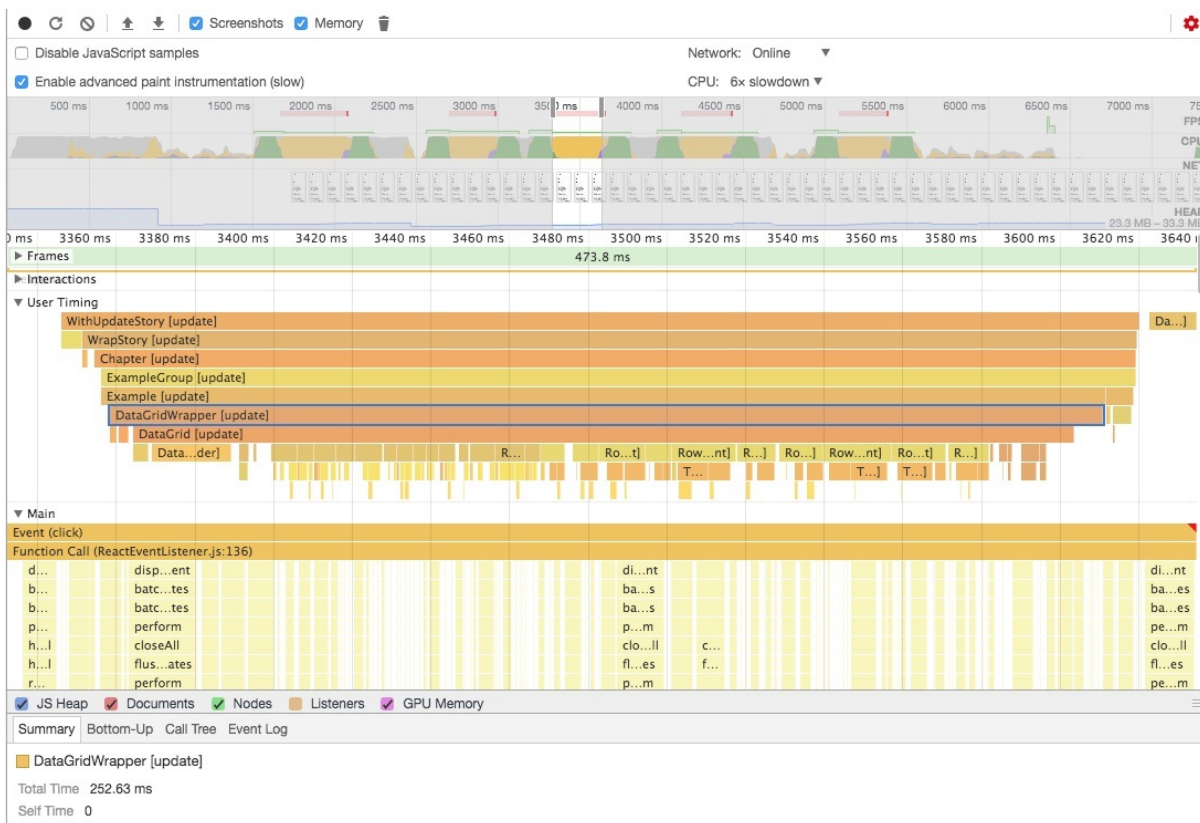 Screenshots Memory
Disable JavaScript samples Network: Online ▼
Enable advanced paint instrumentation (slow) CPU: 6× slowdown ▼
500 ms 1000 ms 1500 ms 2000 ms 2500 ms 3000 ms 4000 ms 4500 ms 5000 ms 5500 ms 6000 ms 6500 ms 7000 ms
FPS
CPU
NET
HEAP
23.3 MB – 33.3 MB
0 ms 3360 ms 3380 ms 3400 ms 3420 ms 3440 ms 3460 ms 3480 ms 3500 ms 3520 ms 3540 ms 3560 ms 3580 ms 3600 ms 3620 ms 3640
▶ Frames 473.8 ms
▶ Interactions
▼ User Timing
WithUpdateStory [update] Da...]
WrapStory [update]
Chapter [update]
ExampleGroup [update]
Example [update]
DataGridWrapper [update]
DataGrid [update]
Data...der] R... Ro...t] Row...nt] R...] Ro...] Row...nt] Ro...t] R...]
T... T...] T...]
▼ Main
Event (click)
Function Call (ReactEventListener.js:136)
d... disp...ent di...nt di...nt
b... batc...tes ba...s ba...es
b... batc...tes ba...s ba...es
p... perform p...m pe...m
h...l closeAll clo...ll c... clo...ll
h...l flus...ates fl...es f... fl...es
r... perform p...m pe...m
JS Heap Documents Nodes Listeners GPU Memory
Summary Bottom-Up Call Tree Event Log
DataGridWrapper [update]
Total Time 252.63 ms
Self Time 0